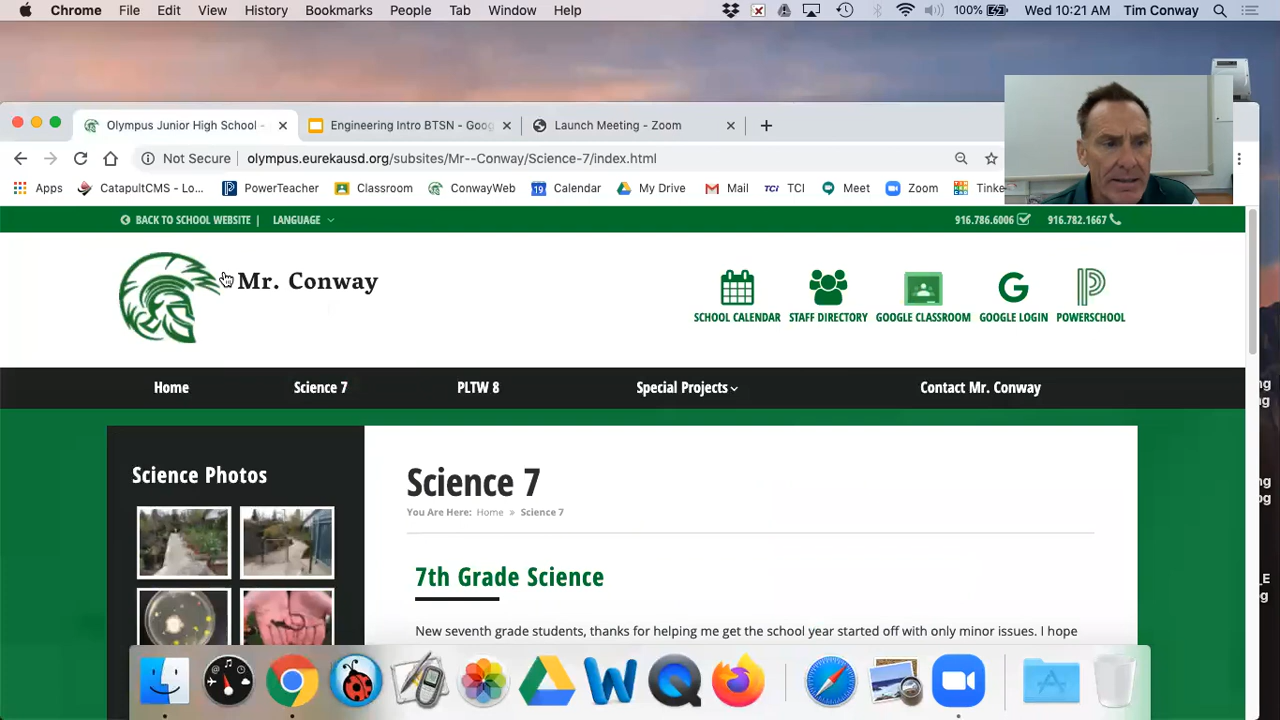 Chrome File Edit View History Bookmarks People Tab Window Help 100% Wed 10:21 AM Tim Conway
Olympus Junior High School - Engineering Intro BTSN - Goog Launch Meeting - Zoom
Not Secure olympus.eurekausd.org/subsites/Mr--Conway/Science-7/index.html
Apps CatapultCMS - Lo... PowerTeacher Classroom ConwayWeb 19 Calendar My Drive Mail TCI TCI Meet Zoom Tinke
BACK TO SCHOOL WEBSITE | LANGUAGE 916.786.6006 916.782.1667
Mr. Conway
SCHOOL CALENDAR STAFF DIRECTORY GOOGLE CLASSROOM GOOGLE LOGIN POWERSCHOOL
Home Science 7 PLTW 8 Special Projects Contact Mr. Conway
Science Photos
Science 7
You Are Here: Home » Science 7
7th Grade Science
New seventh grade students, thanks for helping me get the school year started off with only minor issues. I hope